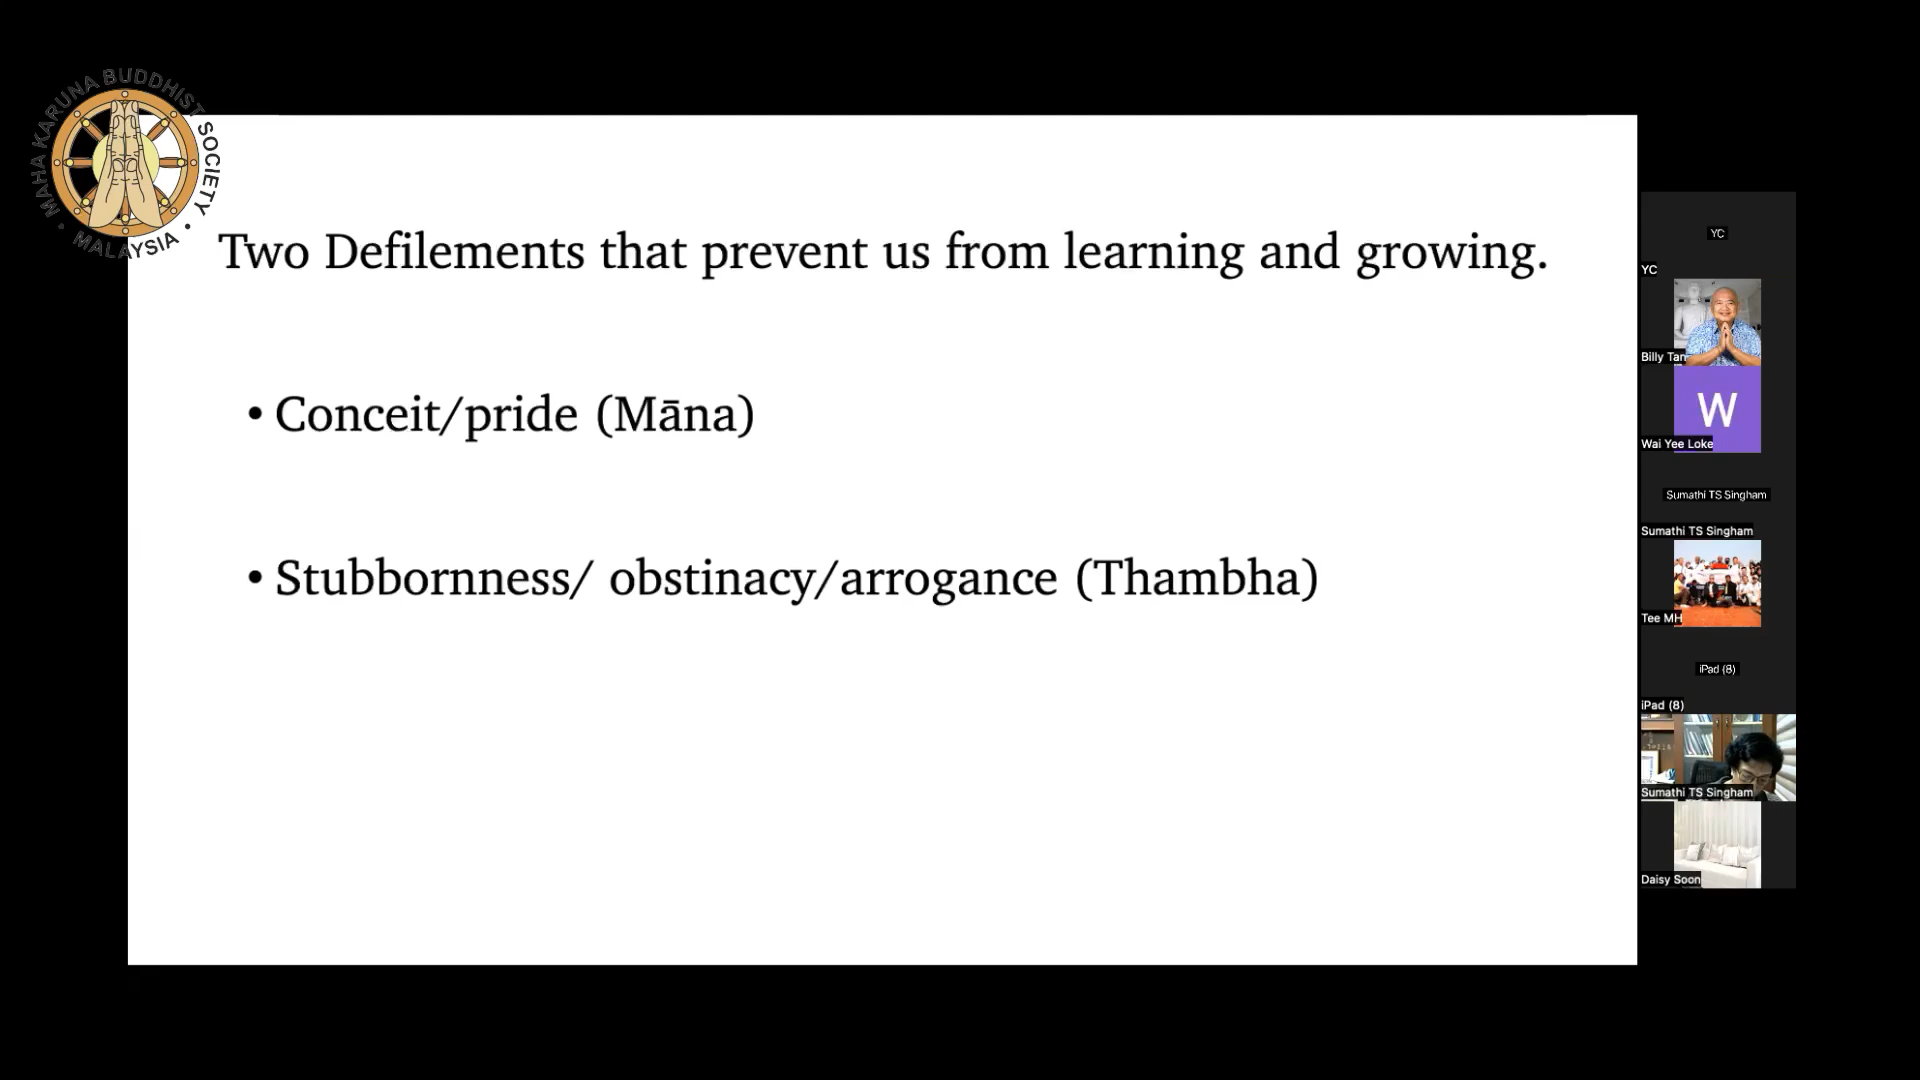 MAHA KARUNA BUDDHIST SOCIETY
• MALAYSIA •
Two Defilements that prevent us from learning and growing.
• Conceit/pride (Māna)
• Stubbornness/ obstinacy/arrogance (Thambha)
YC
YC
Billy Tan
W
Wai Yee Loke
Sumathi TS Singham
Sumathi TS Singham
Tee MH
iPad (8)
iPad (8)
Sumathi TS Singham
Daisy Soon